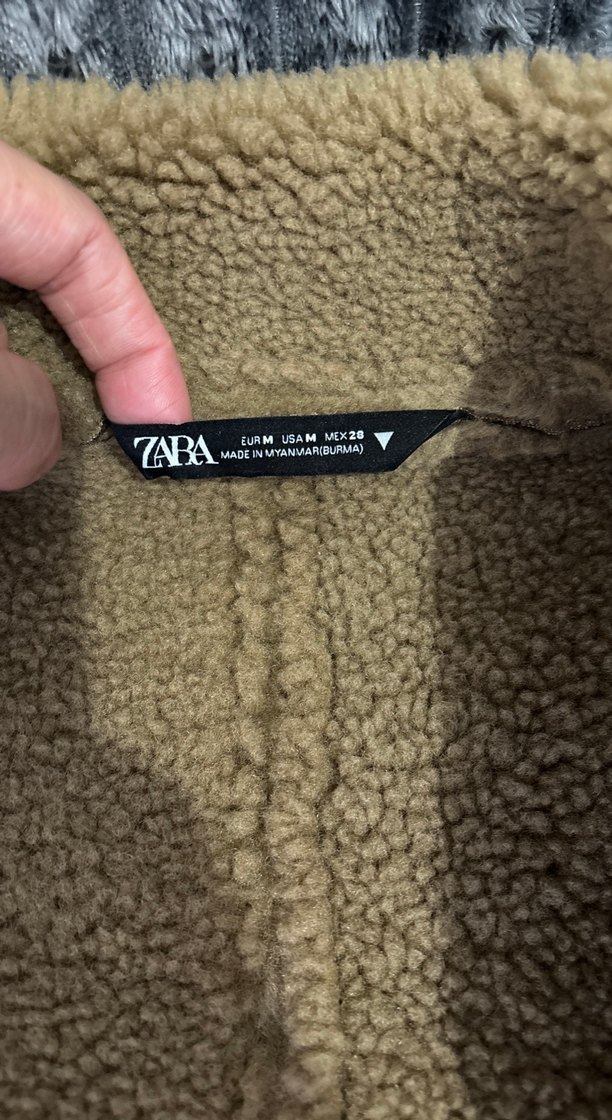 ZARA
EUR M USA M MEX 28
MADE IN MYANMAR(BURMA)